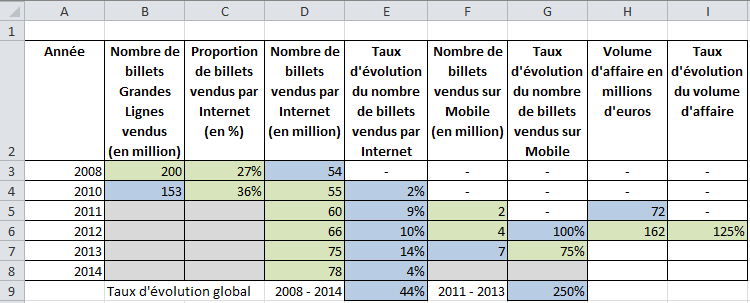 A B C D E F G H I
1
2 Année Nombre de billets Grandes Lignes vendus (en million) Proportion de billets vendus par Internet (en %) Nombre de billets vendus par Internet (en million) Taux d'évolution du nombre de billets vendus par Internet Nombre de billets vendus sur Mobile (en million) Taux d'évolution du nombre de billets vendus sur Mobile Volume d'affaire en millions d'euros Taux d'évolution du volume d'affaire
3 2008 200 27% 54 - - - - -
4 2010 153 36% 55 2% - - - -
5 2011 60 9% 2 - 72 -
6 2012 66 10% 4 100% 162 125%
7 2013 75 14% 7 75%
8 2014 78 4%
9 Taux d'évolution global 2008 - 2014 44% 2011 - 2013 250%